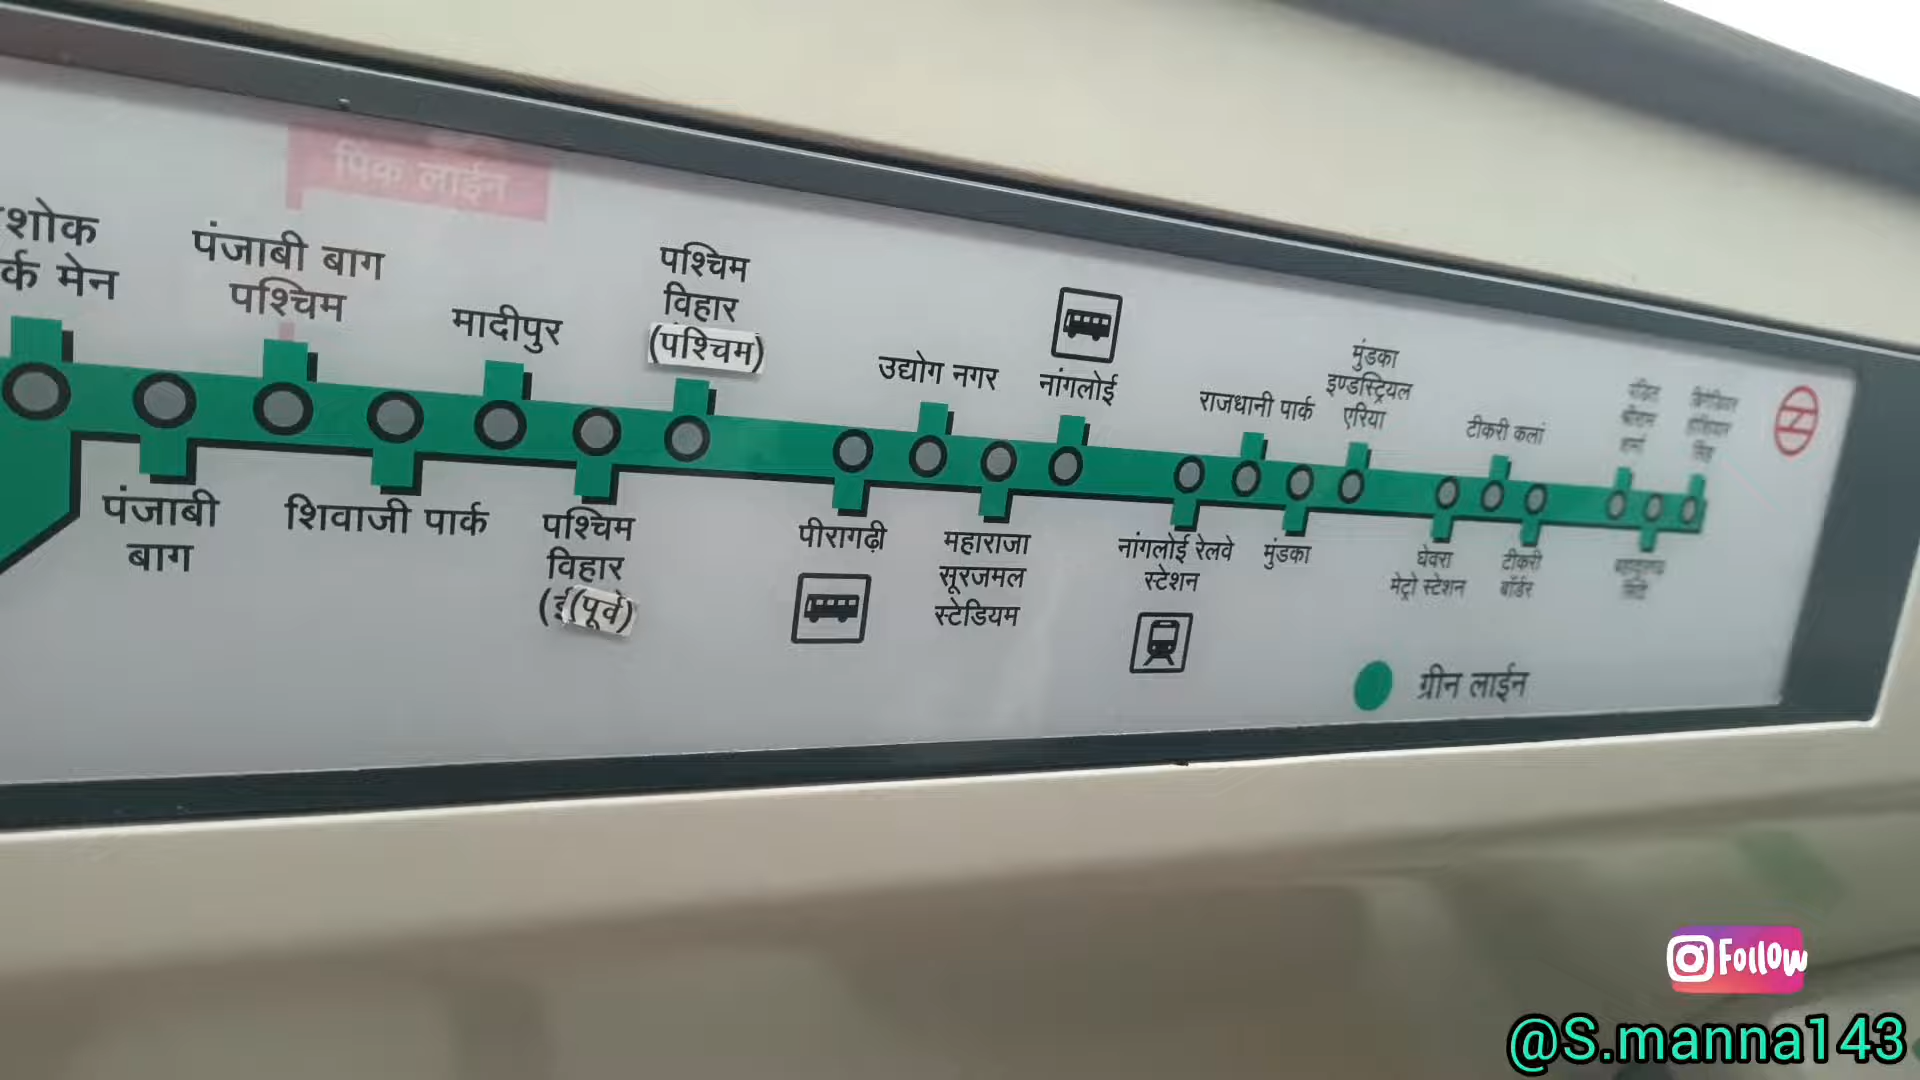 पिंक लाईन
शोक
र्क मेन
पंजाबी बाग
पश्चिम
मादीपुर
पश्चिम
विहार
(पश्चिम)
उद्योग नगर
नांगलोई
राजधानी पार्क
मुंडका
इण्डस्ट्रियल
एरिया
टीकरी कलां
पंजाबी
बाग
शिवाजी पार्क
पश्चिम
विहार
(ई(पूर्व)
पीरागढ़ी
महाराजा
सूरजमल
स्टेडियम
नांगलोई रेलवे
स्टेशन
मुंडका
घेवरा
मेट्रो स्टेशन
टीकरी
बॉर्डर
ग्रीन लाईन
Follow
@S.manna143